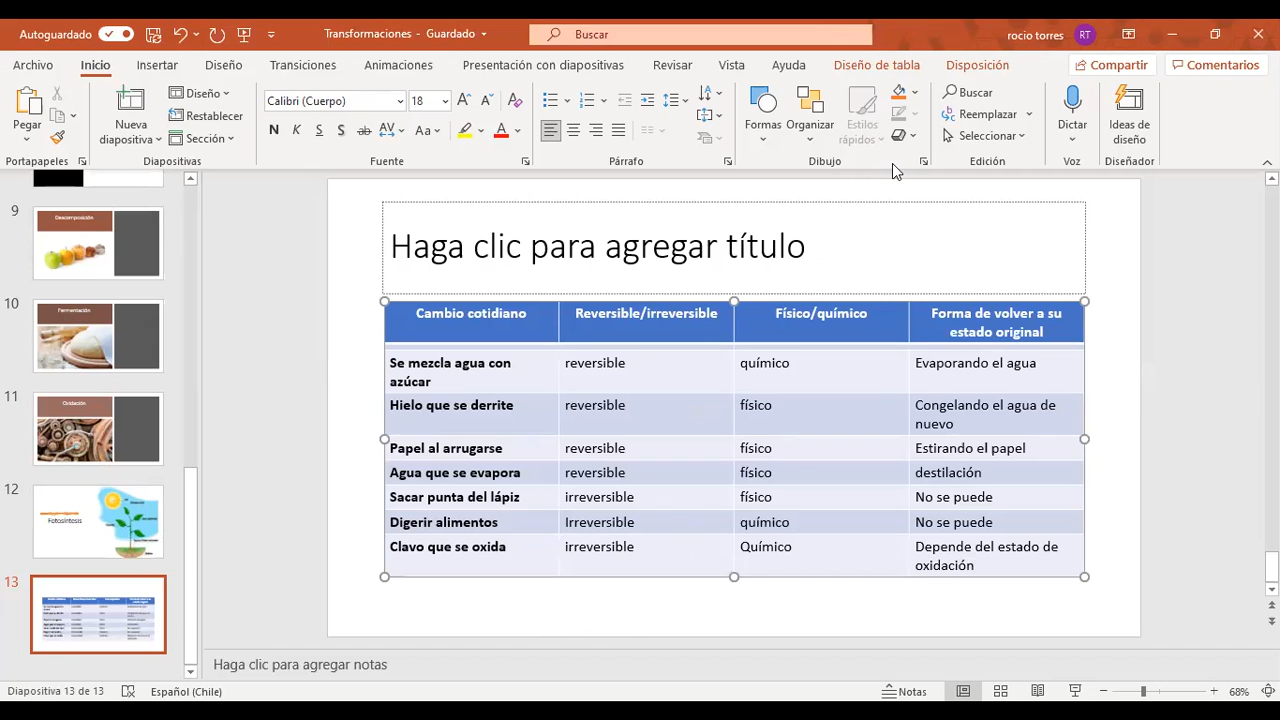 Autoguardado
Transformaciones - Guardado
Buscar
rocio torres RT
Archivo Inicio Insertar Diseño Transiciones Animaciones Presentación con diapositivas Revisar Vista Ayuda Diseño de tabla Disposición Compartir Comentarios
Pegar
Portapapeles
Nueva
diapositiva
Diseño
Restablecer
Sección
Diapositivas
Calibri (Cuerpo) 18
N K S S ab AV Aa A
Fuente
Párrafo
Formas
Organizar
Estilos
rápidos
Dibujo
Buscar
Reemplazar
Seleccionar
Edición
Dictar
Voz
Ideas de
diseño
Diseñador
9
Descomposición
10
Fermentación
11
Oxidación
12
Fotosíntesis
13
Haga clic para agregar título
Cambio cotidiano Reversible/irreversible Físico/químico Forma de volver a su
estado original
Se mezcla agua con
azúcar
reversible químico Evaporando el agua
Hielo que se derrite reversible físico Congelando el agua de
nuevo
Papel al arrugarse reversible físico Estirando el papel
Agua que se evapora reversible físico destilación
Sacar punta del lápiz irreversible físico No se puede
Digerir alimentos Irreversible químico No se puede
Clavo que se oxida irreversible Químico Depende del estado de
oxidación
Haga clic para agregar notas
Diapositiva 13 de 13 Español (Chile) Notas 68%